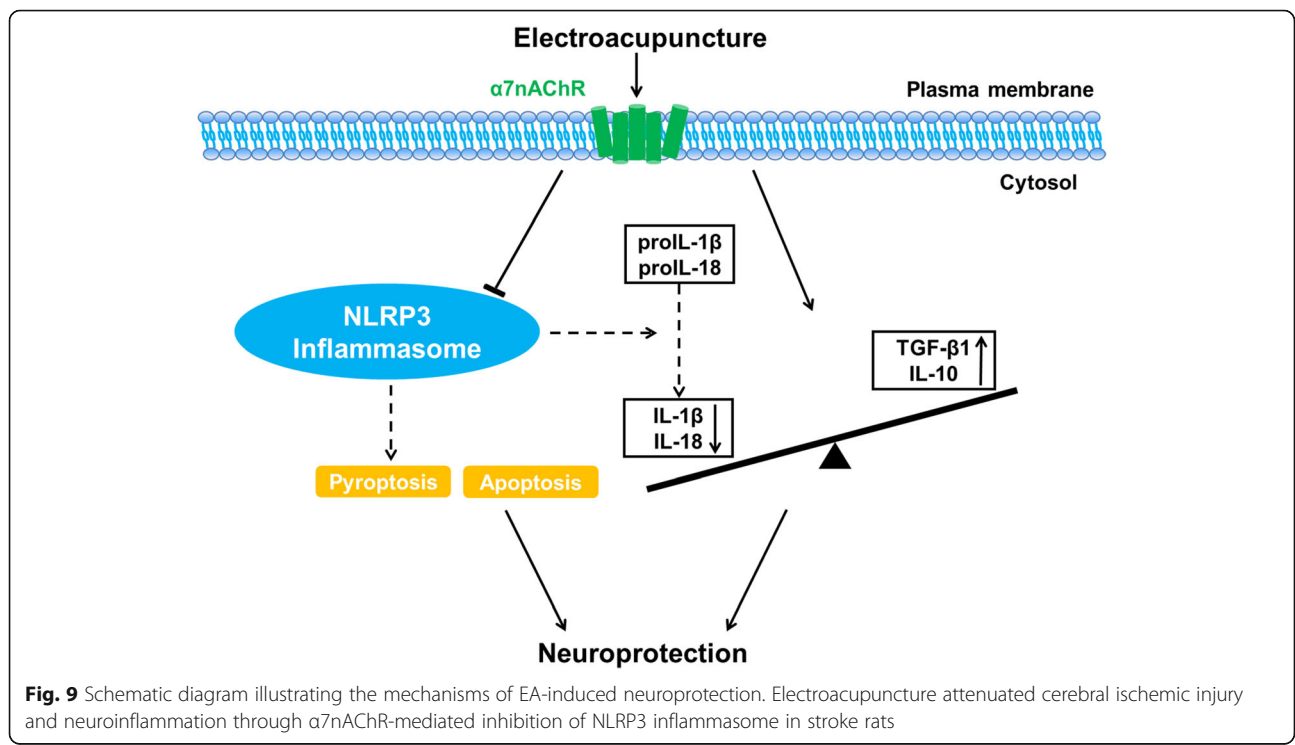 Electroacupuncture
α7nAChR
Plasma membrane
Cytosol
proIL-1β
proIL-18
NLRP3
Inflammasome
TGF-β1
IL-10
IL-1β
IL-18
Pyroptosis
Apoptosis
Neuroprotection
Fig. 9 Schematic diagram illustrating the mechanisms of EA-induced neuroprotection. Electroacupuncture attenuated cerebral ischemic injury
and neuroinflammation through α7nAChR-mediated inhibition of NLRP3 inflammasome in stroke rats